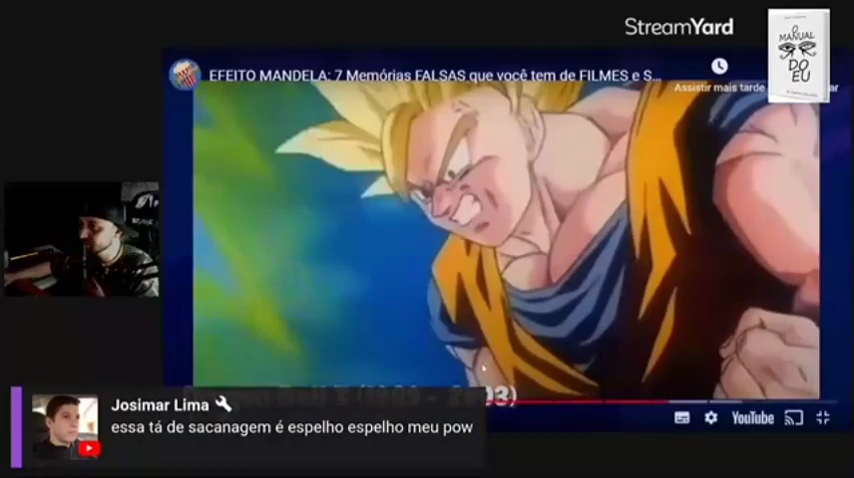 StreamYard
O
MANUAL
DO
EU
EFEITO MANDELA: 7 Memórias FALSAS que você tem de FILMES e S...
Assistir mais tarde
ar
Josimar Lima
essa tá de sacanagem é espelho espelho meu pow
YouTube